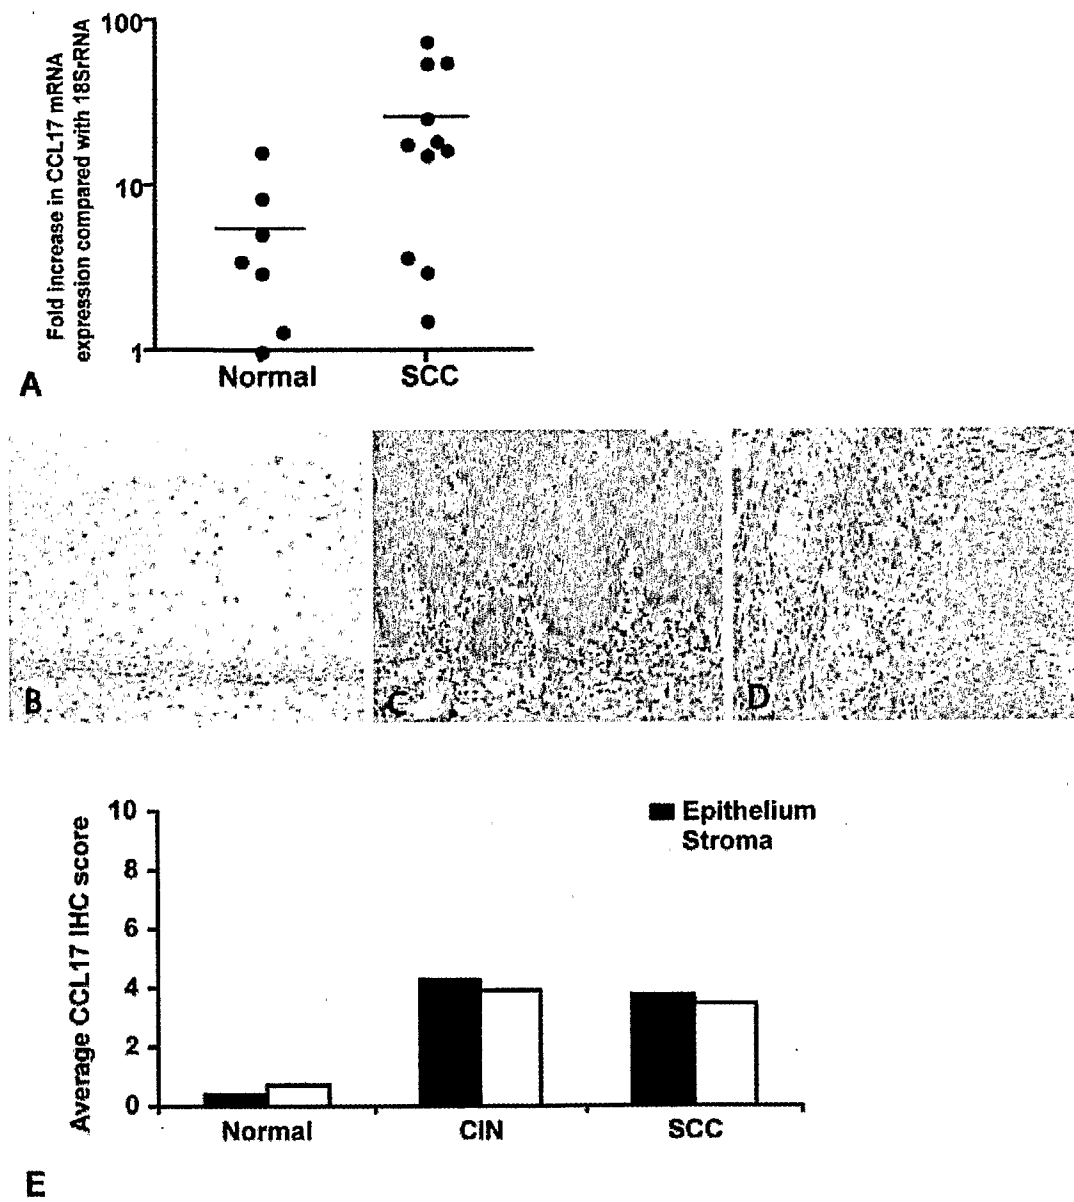 100
10
1
Fold increase in CCL17 mRNA
expression compared with 18SrRNA
Normal
SCC
A
B
C
D
10
8
6
4
2
0
Average CCL17 IHC score
Epithelium
Stroma
Normal
CIN
SCC
E